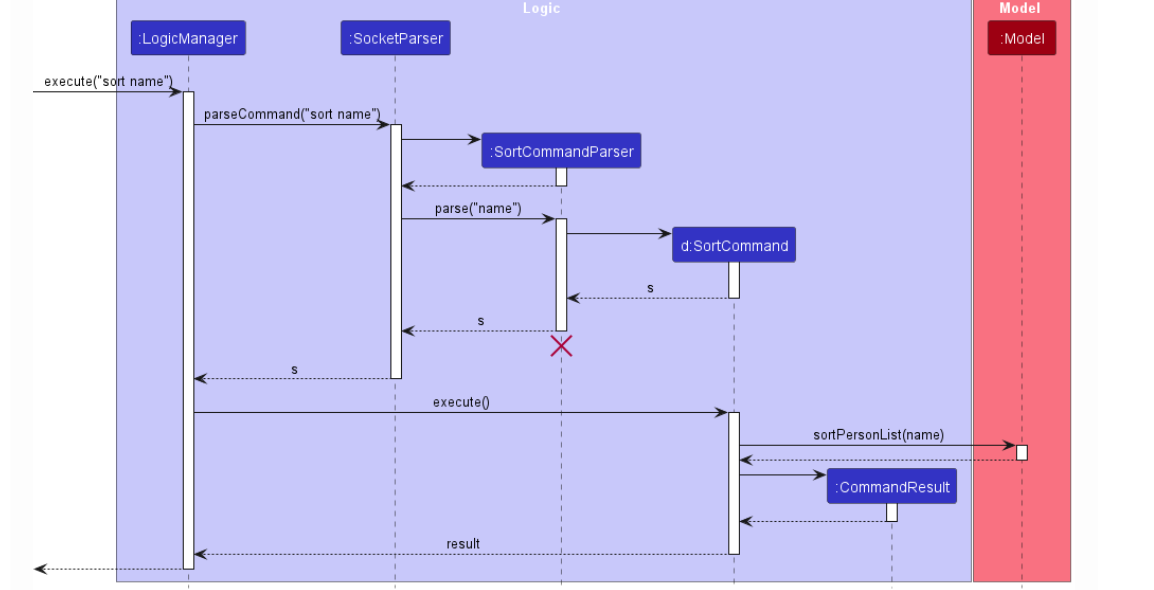 Logic
Model
:LogicManager
:SocketParser
:Model
execute("sort name")
parseCommand("sort name")
:SortCommandParser
parse("name")
d:SortCommand
s
s
s
execute()
sortPersonList(name)
:CommandResult
result